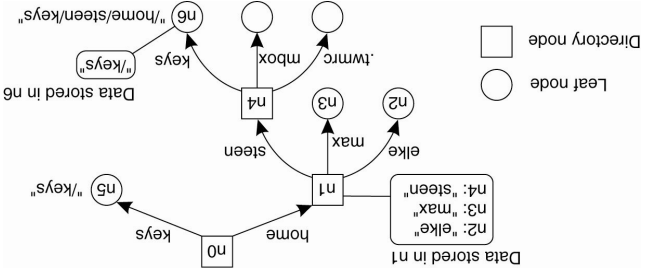 Data stored in n1
n2: "elke"
n3: "max"
n4: "steen"
n0
home
keys
n1
n5
"/keys"
elke
max
steen
n2
n3
n4
Leaf node
Directory node
.twmrc
mbox
keys
Data stored in n6
"/keys"
n6
"/home/steen/keys"